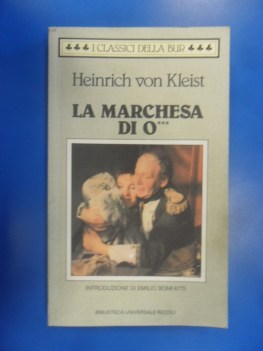 I CLASSICI DELLA BUR
Heinrich von Kleist
LA MARCHESA
DI O***
INTRODUZIONE DI EMILIO BONFATTI
BIBLIOTECA UNIVERSALE RIZZOLI